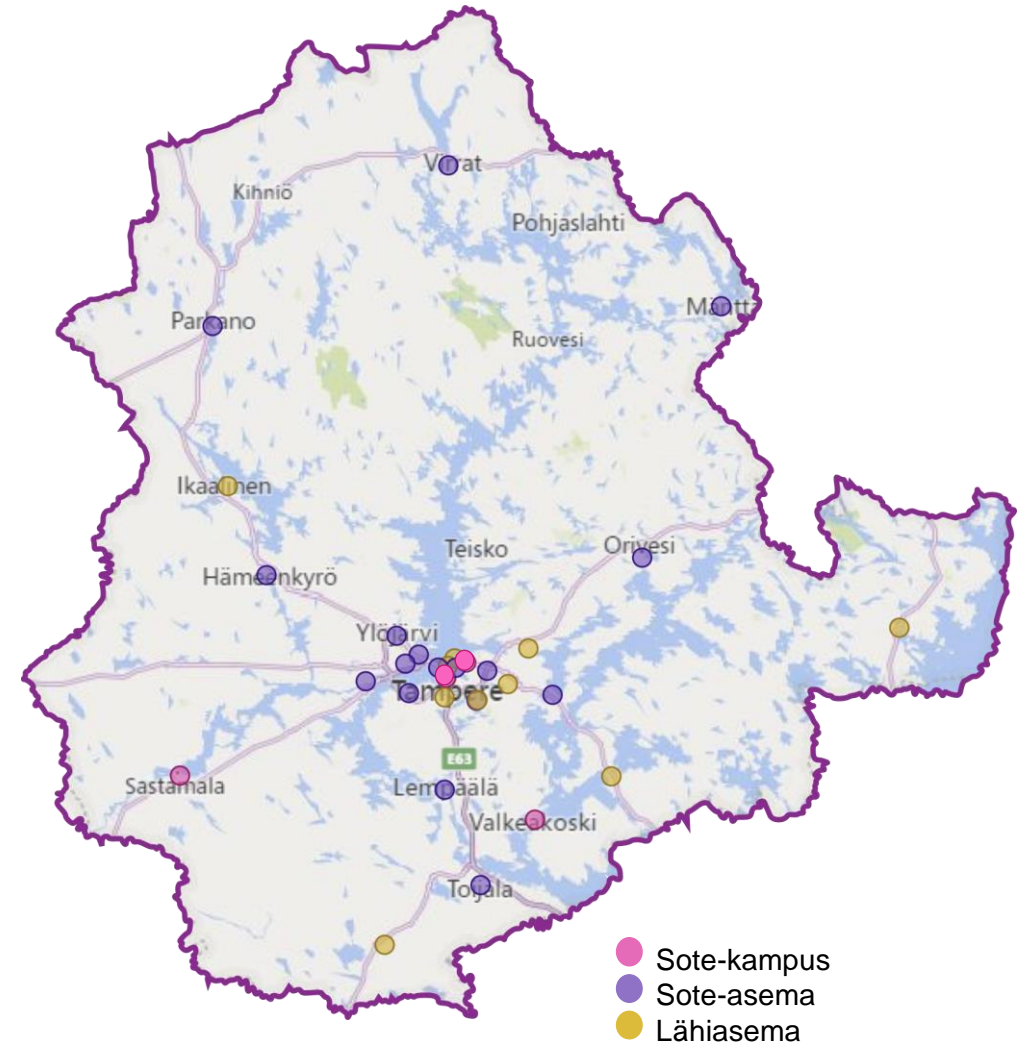 Virrat
Kihniö
Pohjaslahti
Mänttä
Parkano
Ruovesi
Ikaalinen
Teisko
Orivesi
Hämeenkyrö
Ylöjärvi
Tampere
E63
Sastamala
Lempäälä
Valkeakoski
Toijala
Sote-kampus
Sote-asema
Lähiasema